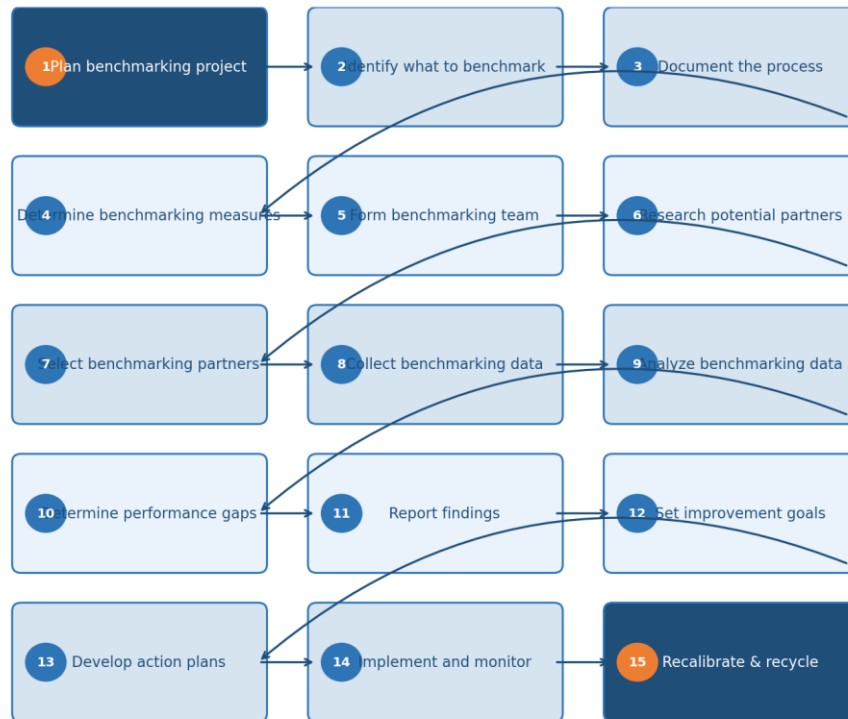 1 Plan benchmarking project
2 Identify what to benchmark
3 Document the process
4 Determine benchmarking measures
5 Form benchmarking team
6 Research potential partners
7 Select benchmarking partners
8 Collect benchmarking data
9 Analyze benchmarking data
10 Determine performance gaps
11 Report findings
12 Set improvement goals
13 Develop action plans
14 Implement and monitor
15 Recalibrate & recycle